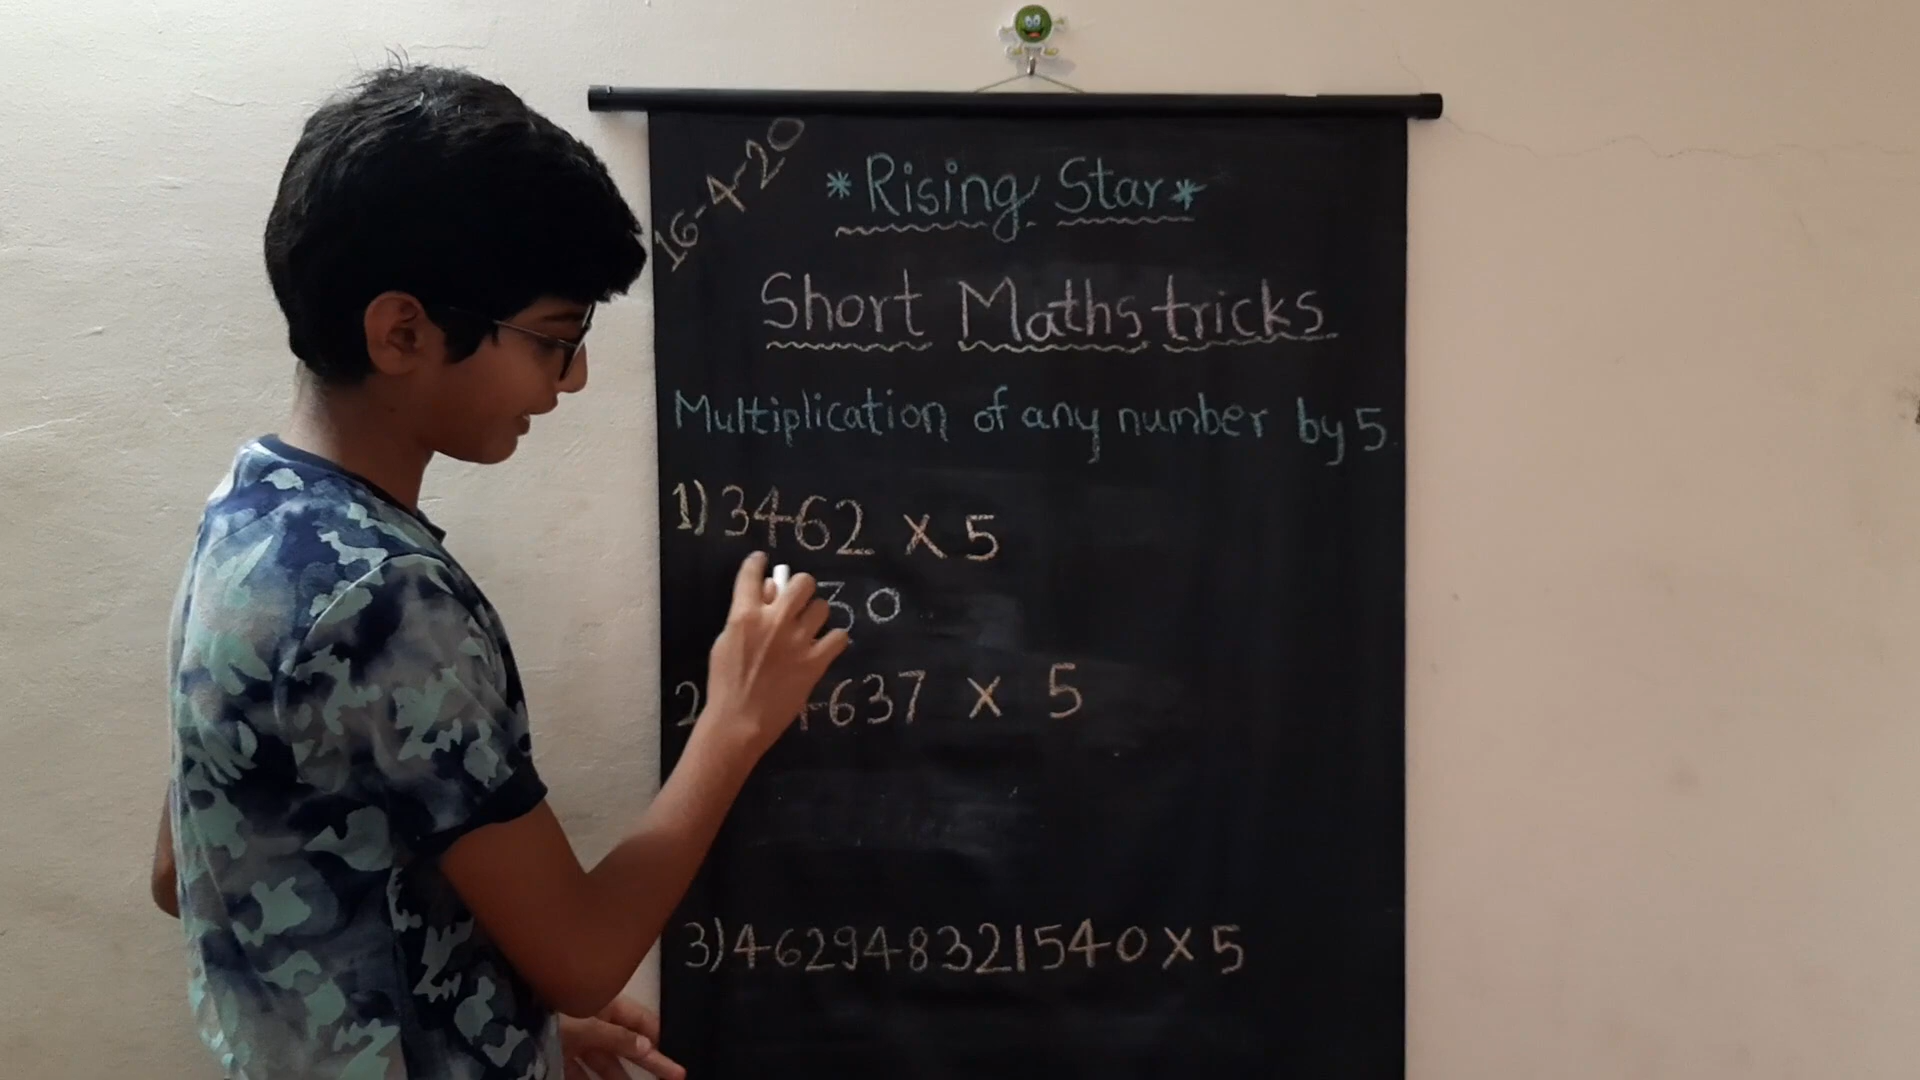 16-4-20
*Rising Star*
Short Maths tricks
Multiplication of any number by 5.
1) 3462 x 5
30
2 4637 x 5
3) 462948321540 x 5